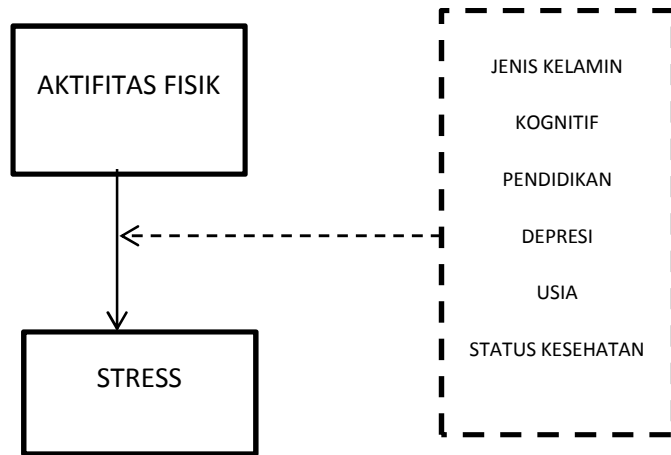 AKTIFITAS FISIK
STRESS
JENIS KELAMIN
KOGNITIF
PENDIDIKAN
DEPRESI
USIA
STATUS KESEHATAN